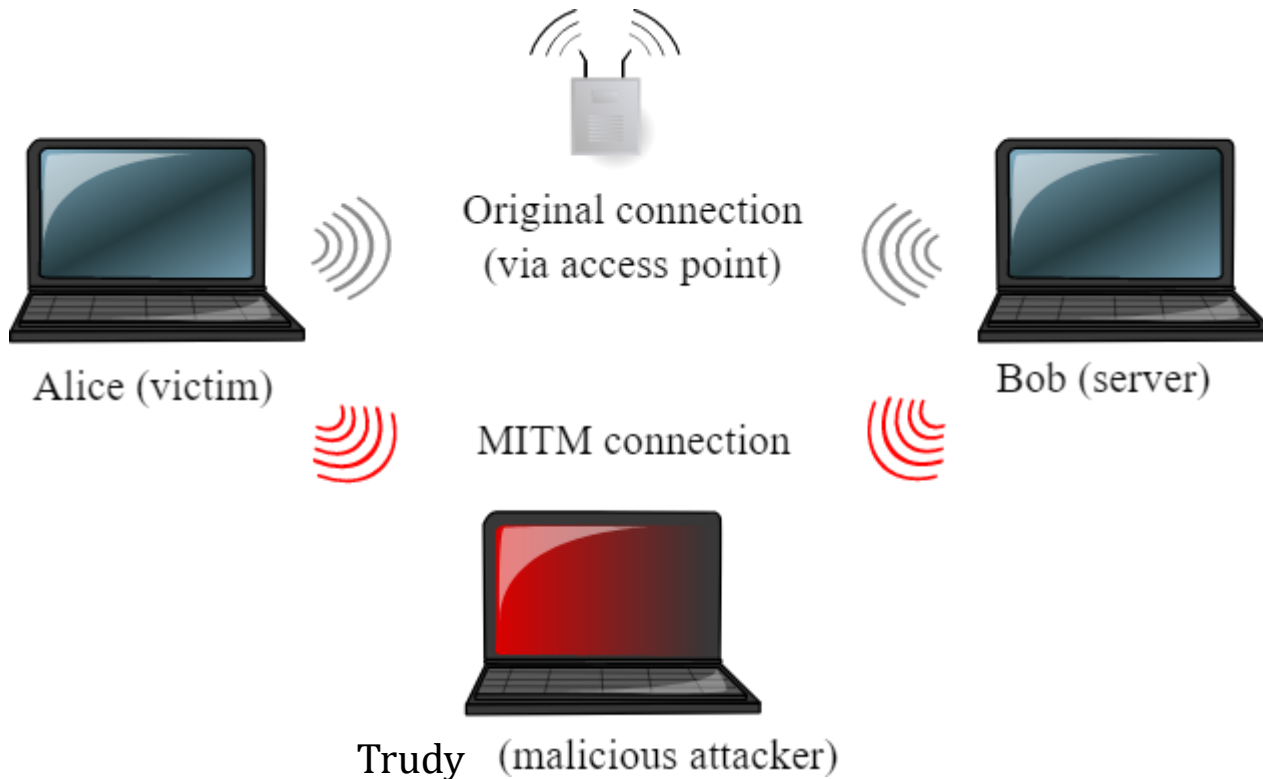 Original connection
(via access point)
Alice (victim)
Bob (server)
MITM connection
Trudy (malicious attacker)